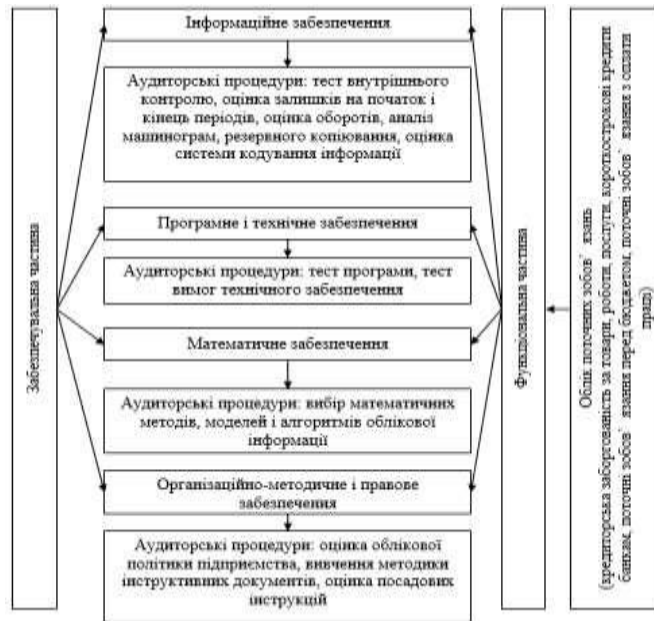 Інформаційне забезпечення
Аудиторські процедури: тест внутрішнього
контролю, оцінка залишків на початок і
кінець періодів, оцінка оборотів, аналіз
машинограм, резервного копіювання, оцінка
системи кодування інформації
Програмне і технічне забезпечення
Аудиторські процедури: тест програми, тест
вимог технічного забезпечення
Математичне забезпечення
Аудиторські процедури: вибір математичних
методів, моделей і алгоритмів облікової
інформації
Організаційно-методичне і правове
забезпечення
Аудиторські процедури: оцінка облікової
політики підприємства, вивчення методики
інструктивних документів, оцінка посадових
інструкцій
Забезпечувальна частина
Функціональна частина
Облік поточних зобов` язань
(кредиторська заборгованість за товари, роботи, послуги, короткострокові кредити
банкам, поточні зобов` язання перед бюджетом, поточні зобов` язання з оплати
праці)